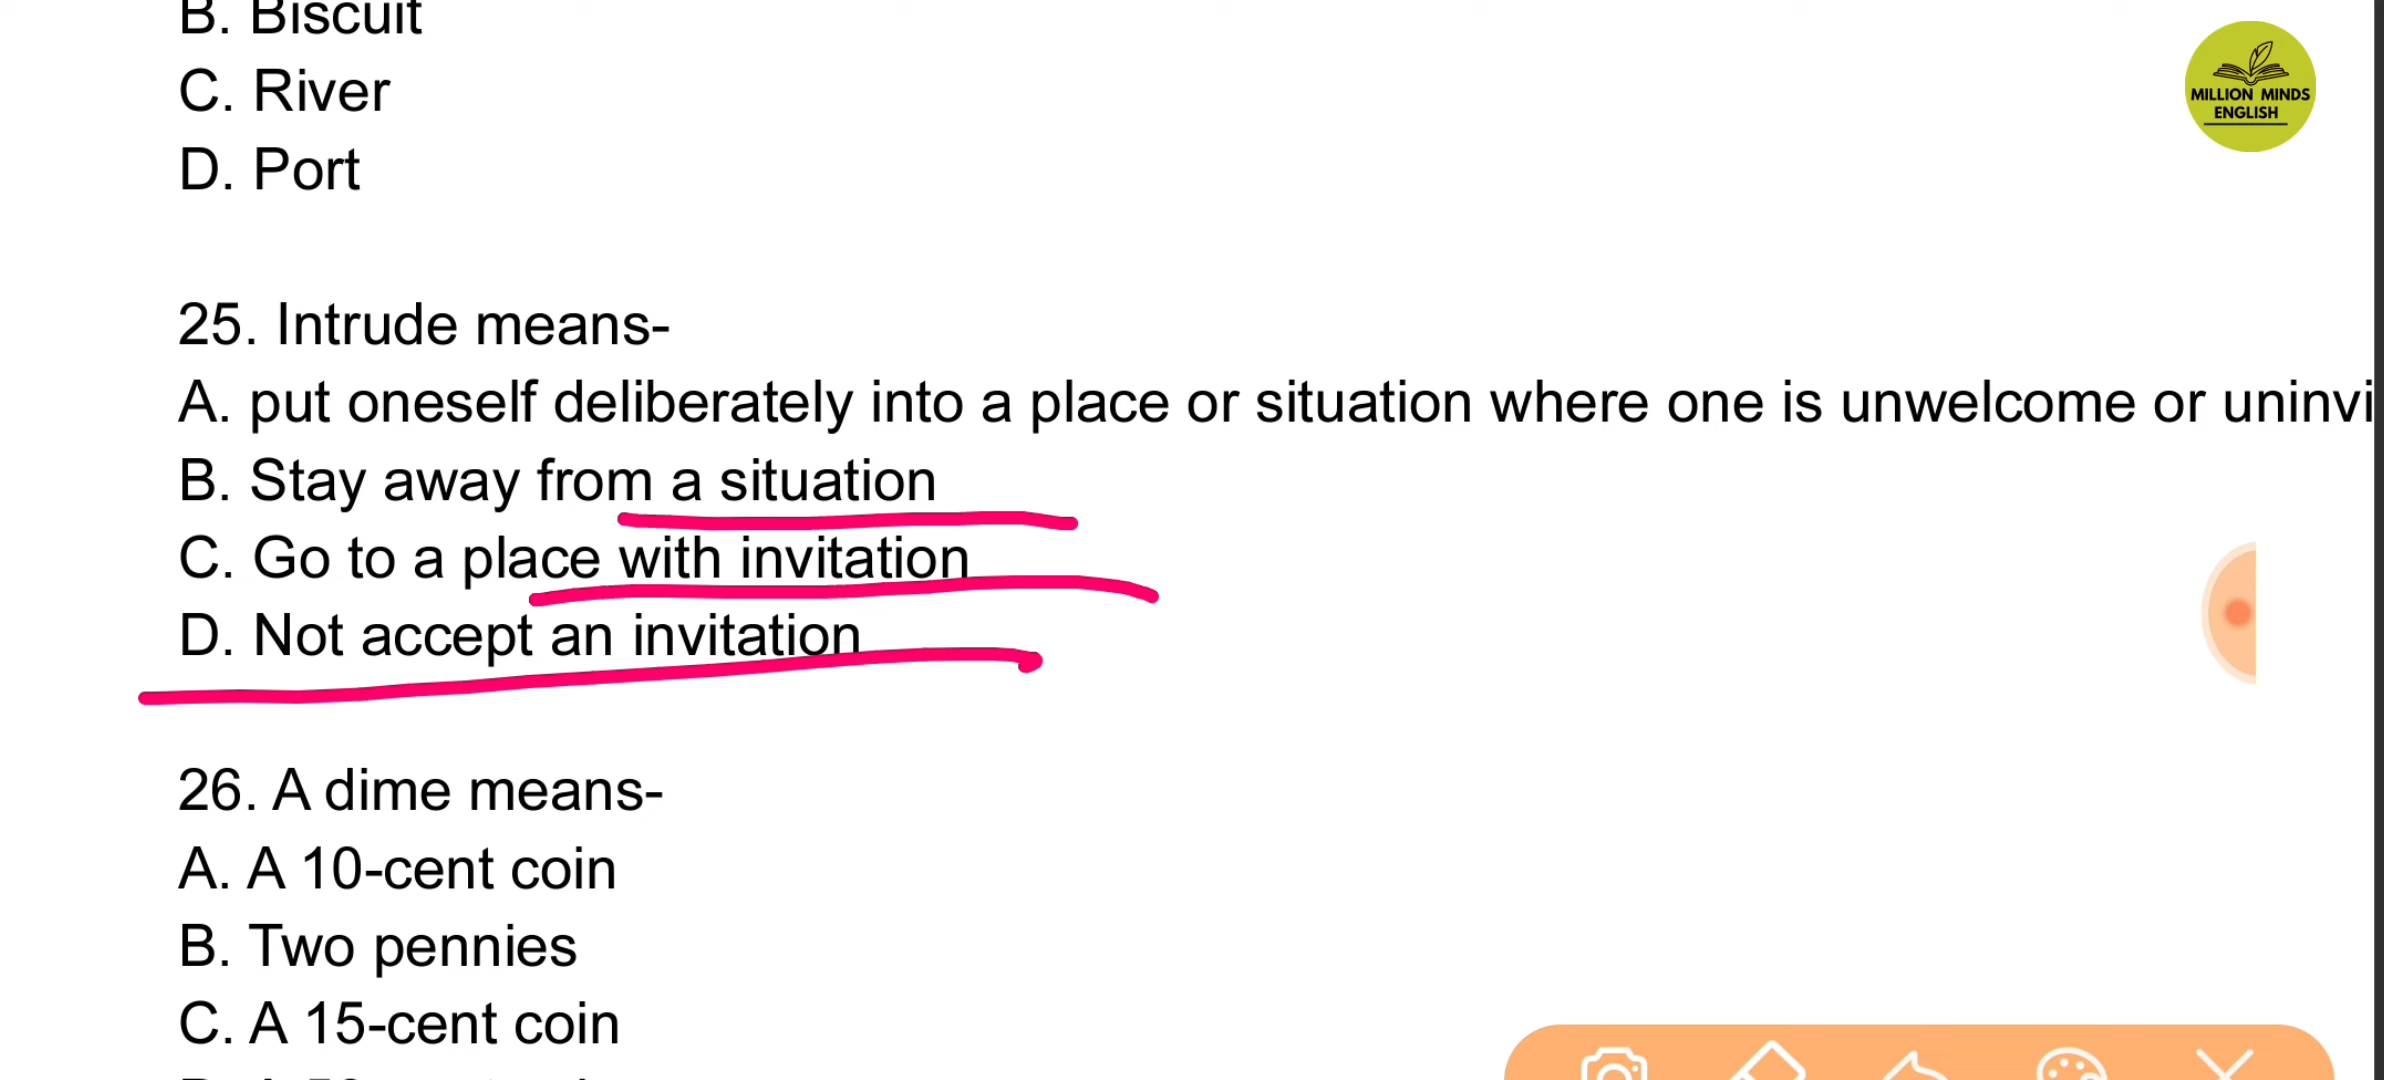 B. Biscuit
C. River
D. Port
MILLION MINDS
ENGLISH
25. Intrude means-
A. put oneself deliberately into a place or situation where one is unwelcome or uninvi
B. Stay away from a situation
C. Go to a place with invitation
D. Not accept an invitation
26. A dime means-
A. A 10-cent coin
B. Two pennies
C. A 15-cent coin